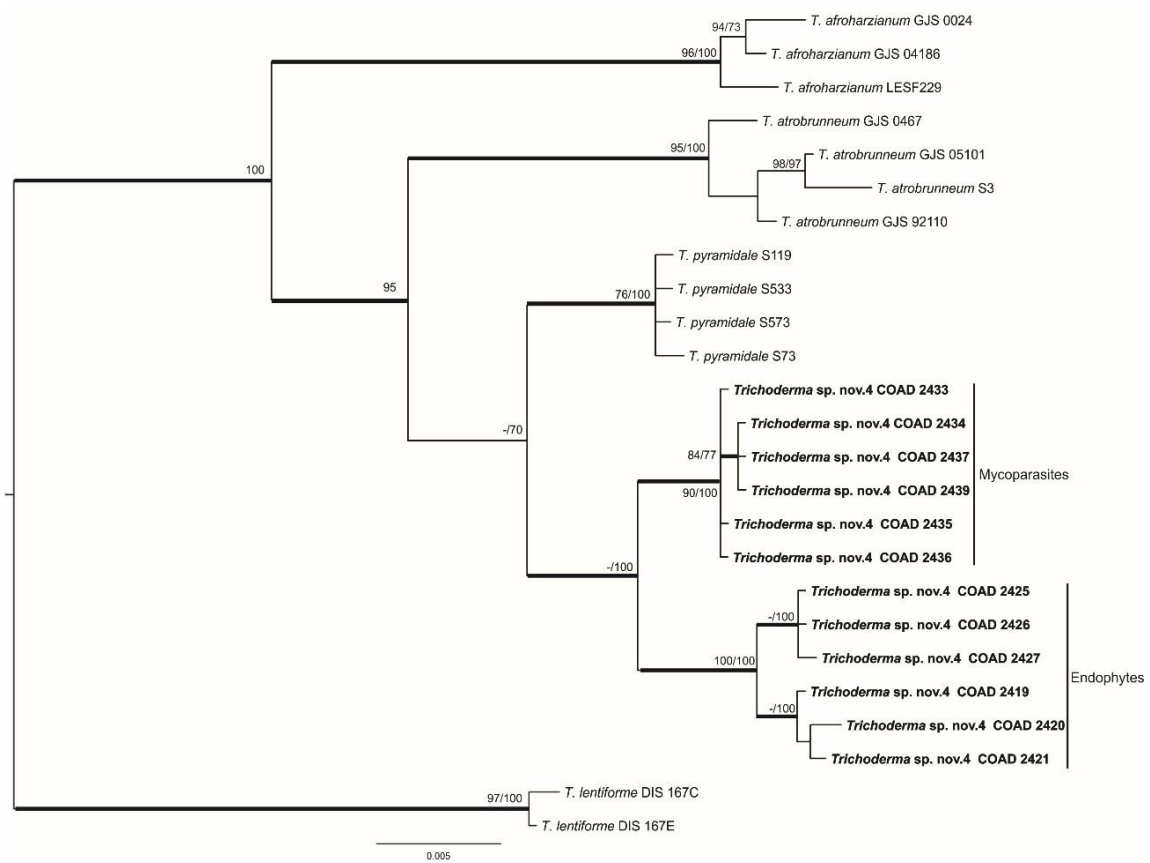 94/73
T. afroharzianum GJS 0024
96/100
T. afroharzianum GJS 04186
T. afroharzianum LESF229
T. atrobrunneum GJS 0467
95/100
98/97
T. atrobrunneum GJS 05101
100
T. atrobrunneum S3
T. atrobrunneum GJS 92110
T. pyramidale S119
95
76/100
T. pyramidale S533
T. pyramidale S573
T. pyramidale S73
Trichoderma sp. nov.4 COAD 2433
-/70
Trichoderma sp. nov.4 COAD 2434
84/77
Trichoderma sp. nov.4 COAD 2437
Mycoparasites
90/100
Trichoderma sp. nov.4 COAD 2439
Trichoderma sp. nov.4 COAD 2435
Trichoderma sp. nov.4 COAD 2436
-/100
Trichoderma sp. nov.4 COAD 2425
-/100
Trichoderma sp. nov.4 COAD 2426
100/100
Trichoderma sp. nov.4 COAD 2427
Endophytes
Trichoderma sp. nov.4 COAD 2419
-/100
Trichoderma sp. nov.4 COAD 2420
Trichoderma sp. nov.4 COAD 2421
97/100
T. lentiforme DIS 167C
T. lentiforme DIS 167E
0.005